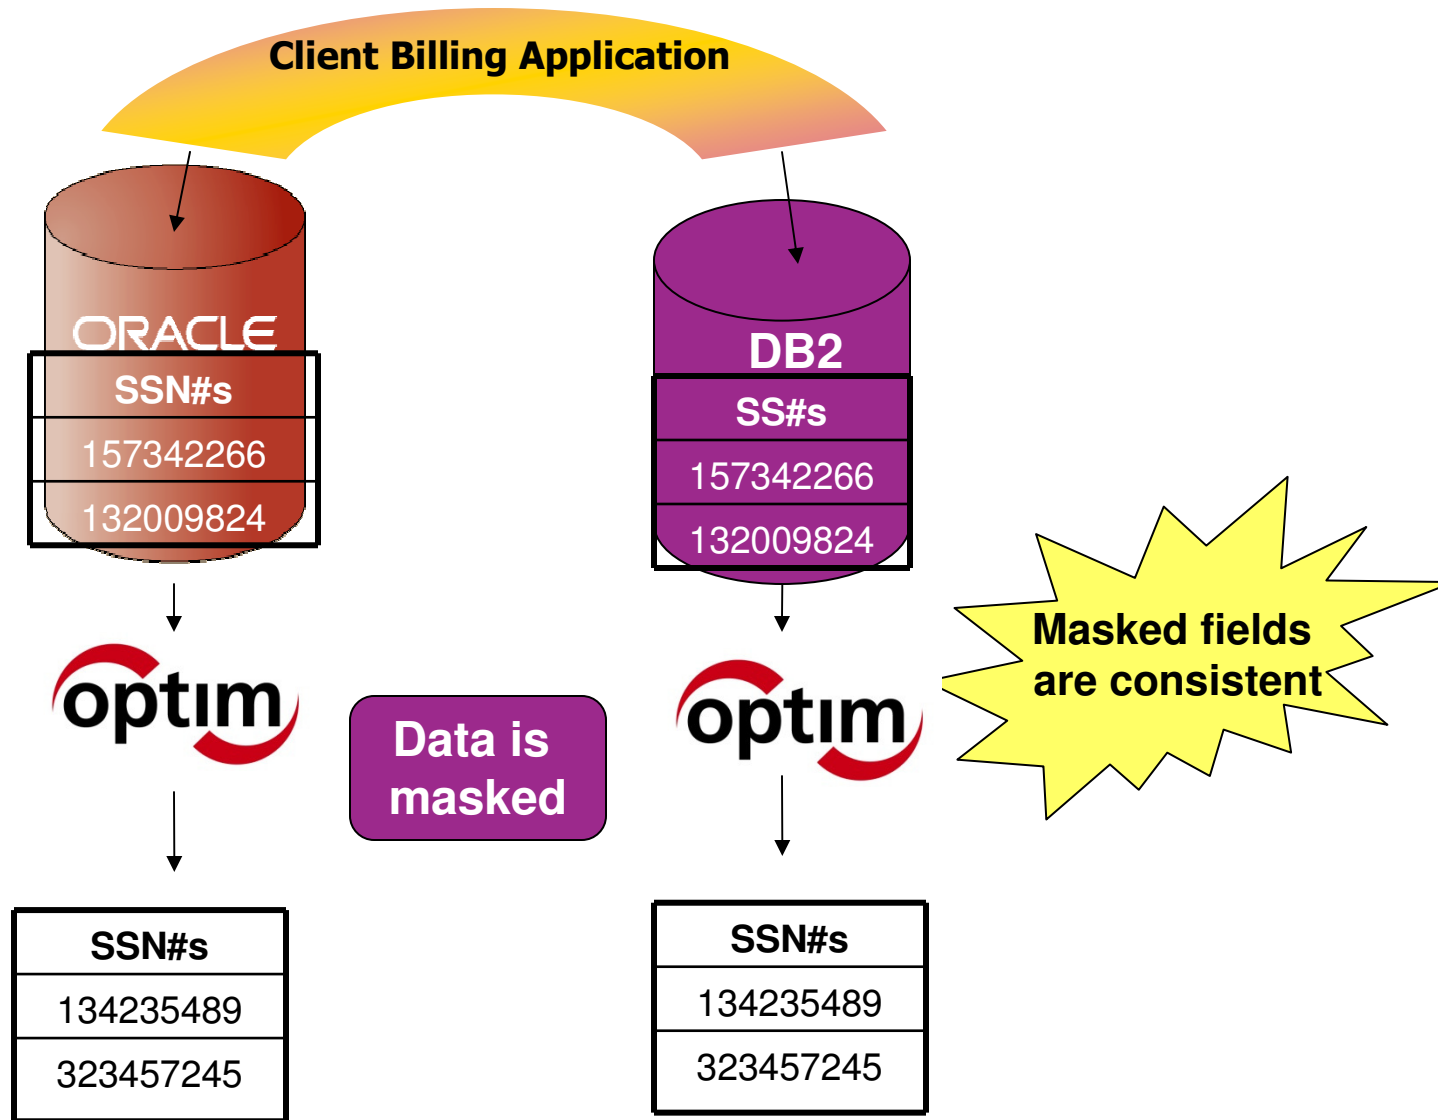 Client Billing Application
ORACLE
SSN#s
157342266
132009824
DB2
SS#s
157342266
132009824
optim
Data is
masked
optim
Masked fields
are consistent
SSN#s
134235489
323457245
SSN#s
134235489
323457245